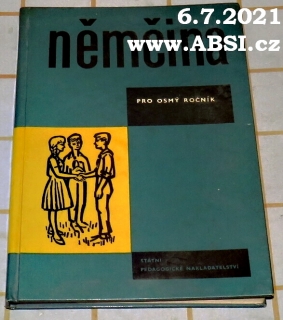 6.7.2021
němčina
www.ABSI.cz
PRO OSMÝ ROČNÍK
STÁTNÍ
PEDAGOGICKÉ NAKLADATELSTVÍ